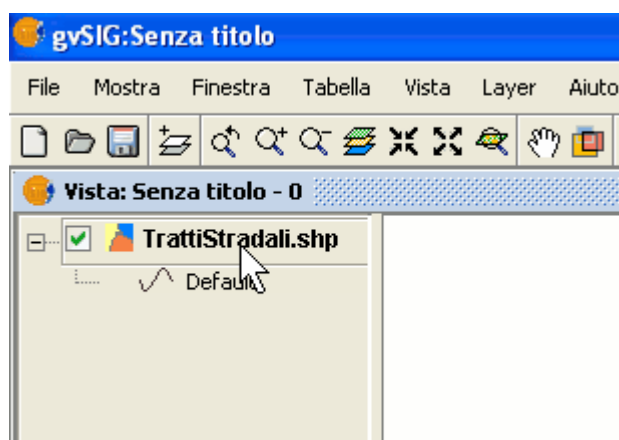 gvSIG:Senza titolo
File Mostra Finestra Tabella Vista Layer Aiuto
Vista: Senza titolo - 0
TrattiStradali.shp
Default